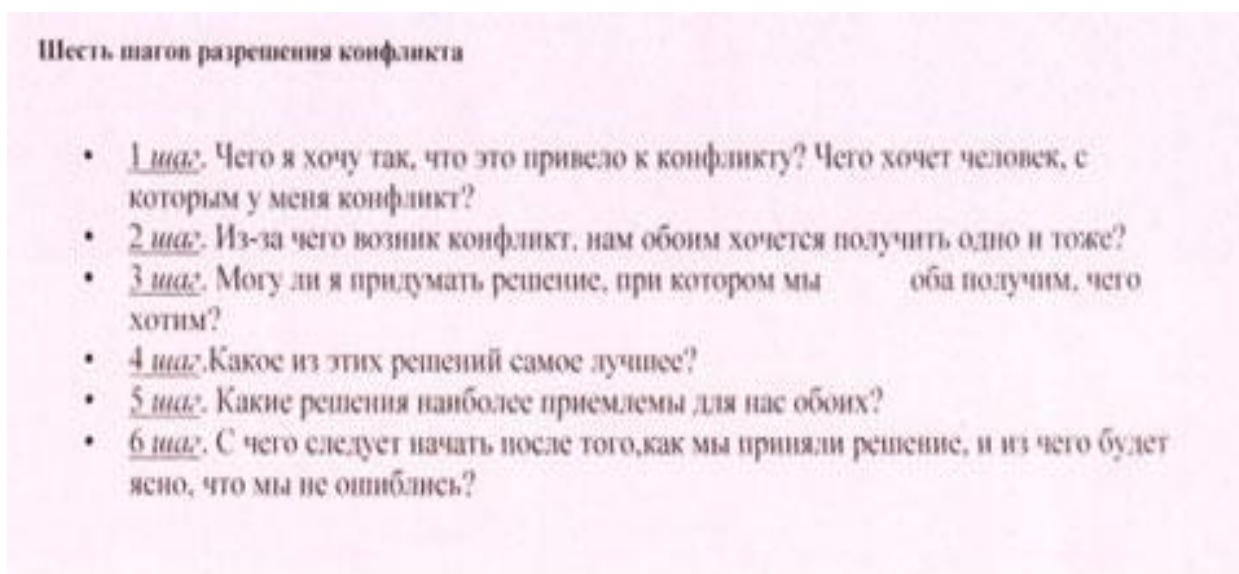 Шесть шагов разрешения конфликта
• 1 шаг. Чего я хочу так, что это привело к конфликту? Чего хочет человек, с
которым у меня конфликт?
• 2 шаг. Из-за чего возник конфликт, нам обоим хочется получить одно и тоже?
• 3 шаг. Могу ли я придумать решение, при котором мы оба получим, чего
хотим?
• 4 шаг.Какое из этих решений самое лучшее?
• 5 шаг. Какие решения наиболее приемлемы для нас обоих?
• 6 шаг. С чего следует начать после того,как мы приняли решение, и из чего будет
ясно, что мы не ошиблись?